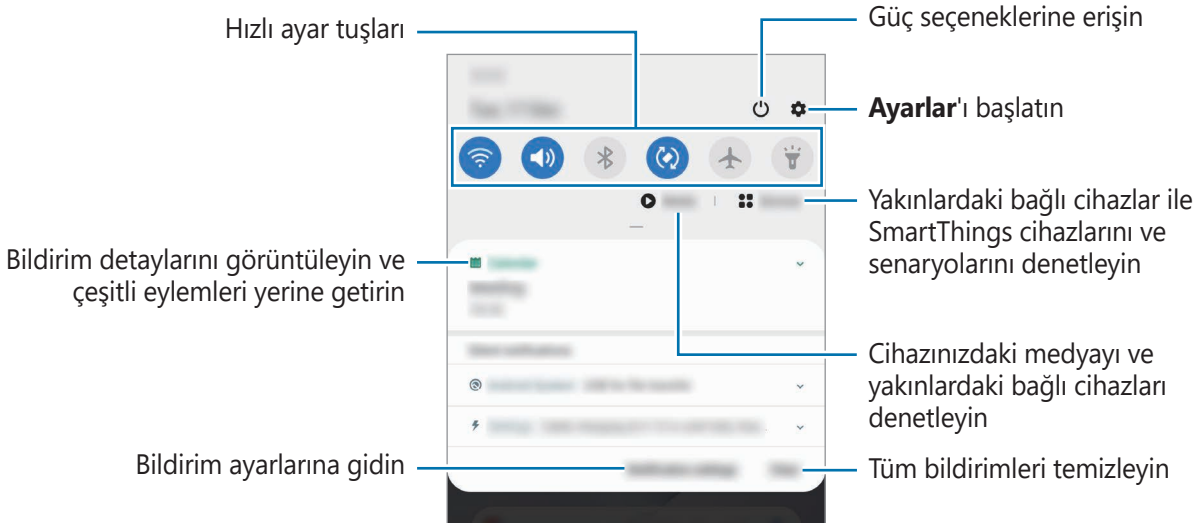 Güç seçeneklerine erişin
Hızlı ayar tuşları
Ayarlar'ı başlatın
Yakınlardaki bağlı cihazlar ile
SmartThings cihazlarını ve
senaryolarını denetleyin
Bildirim detaylarını görüntüleyin ve
çeşitli eylemleri yerine getirin
Cihazınızdaki medyayı ve
yakınlardaki bağlı cihazları
denetleyin
Bildirim ayarlarına gidin
Tüm bildirimleri temizleyin